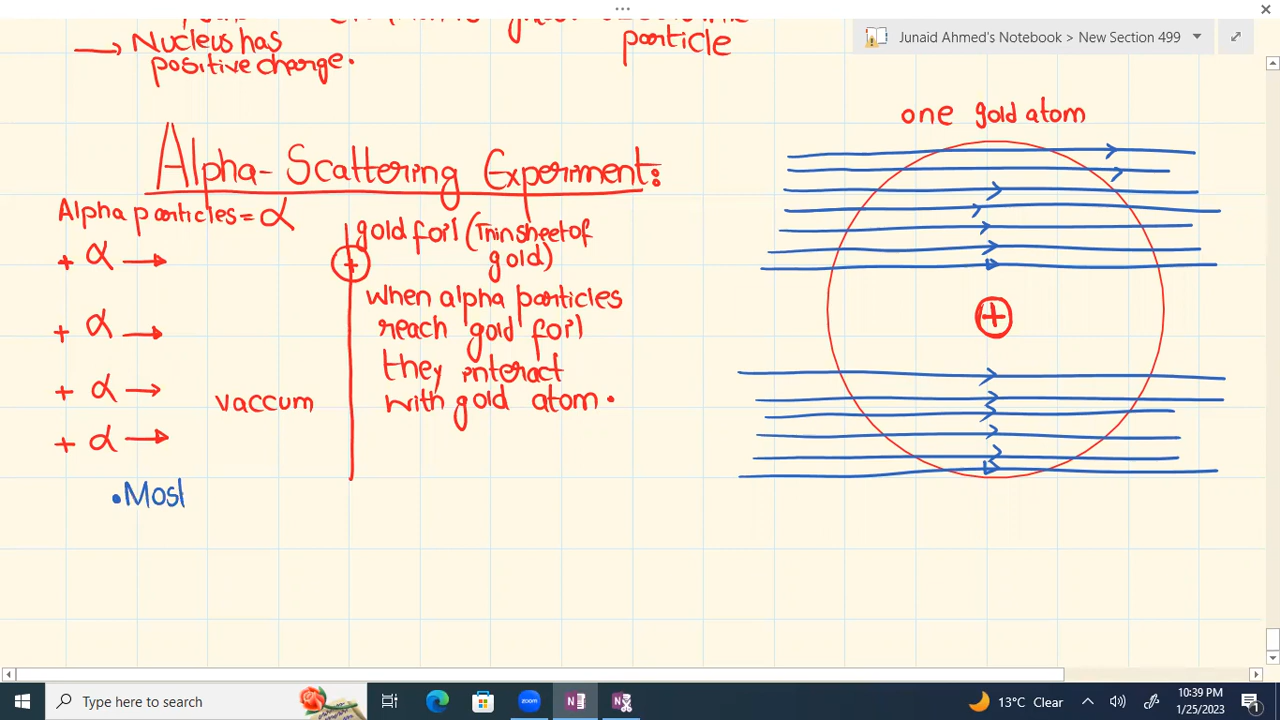 Nucleus has
positive charge.
particle
Junaid Ahmed's Notebook > New Section 499
one gold atom
Alpha-Scattering Experiment:
Alpha particles = α
gold foil (Thin sheet of
gold)
+ α →
+
when alpha particles
reach gold foil
they interact
with gold atom.
+ α →
+ α →
vaccum
+ α →
+
• Most
Type here to search
zoom
13°C Clear
10:39 PM
1/25/2023
1